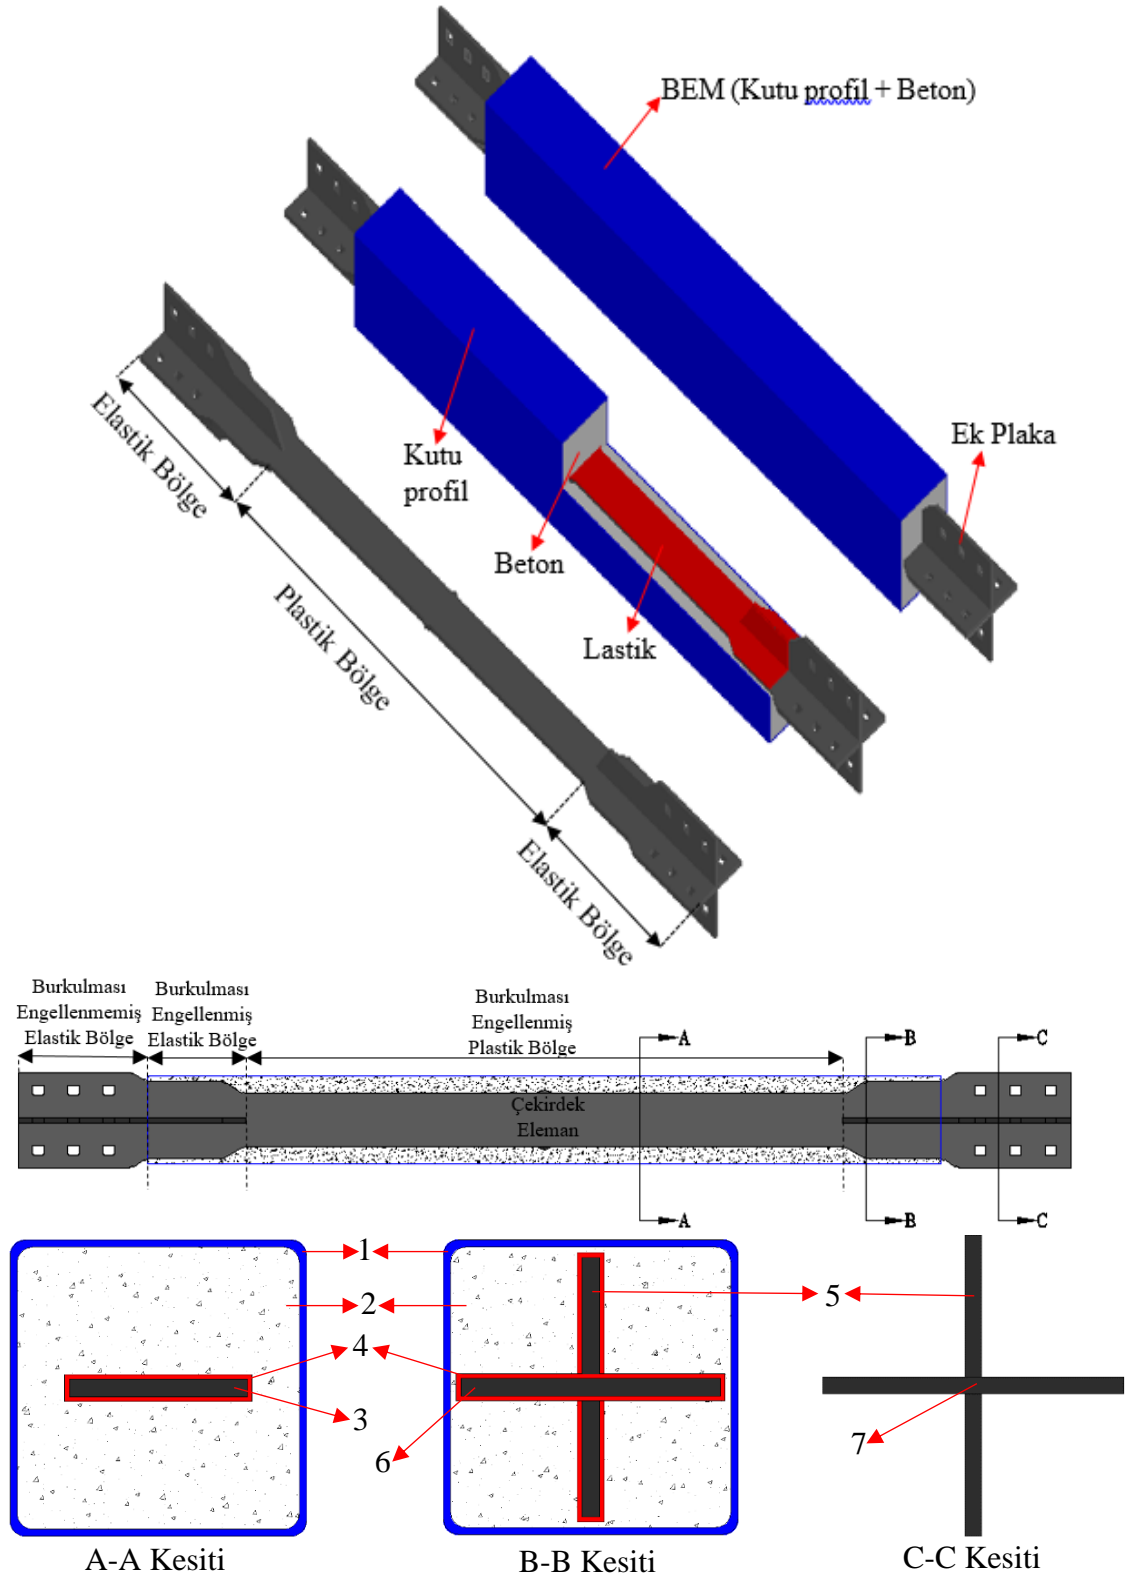 BEM (Kutu profil + Beton)
Ek Plaka
Kutu
profil
Beton
Lastik
Elastik Bölge
Plastik Bölge
Elastik Bölge
Burkulması
Engellenmemiş
Elastik Bölge
Burkulması
Engellenmiş
Elastik Bölge
Burkulması
Engellenmiş
Plastik Bölge
A
B
C
Çekirdek
Eleman
A
B
C
1
2
5
4
3
6
7
A-A Kesiti
B-B Kesiti
C-C Kesiti